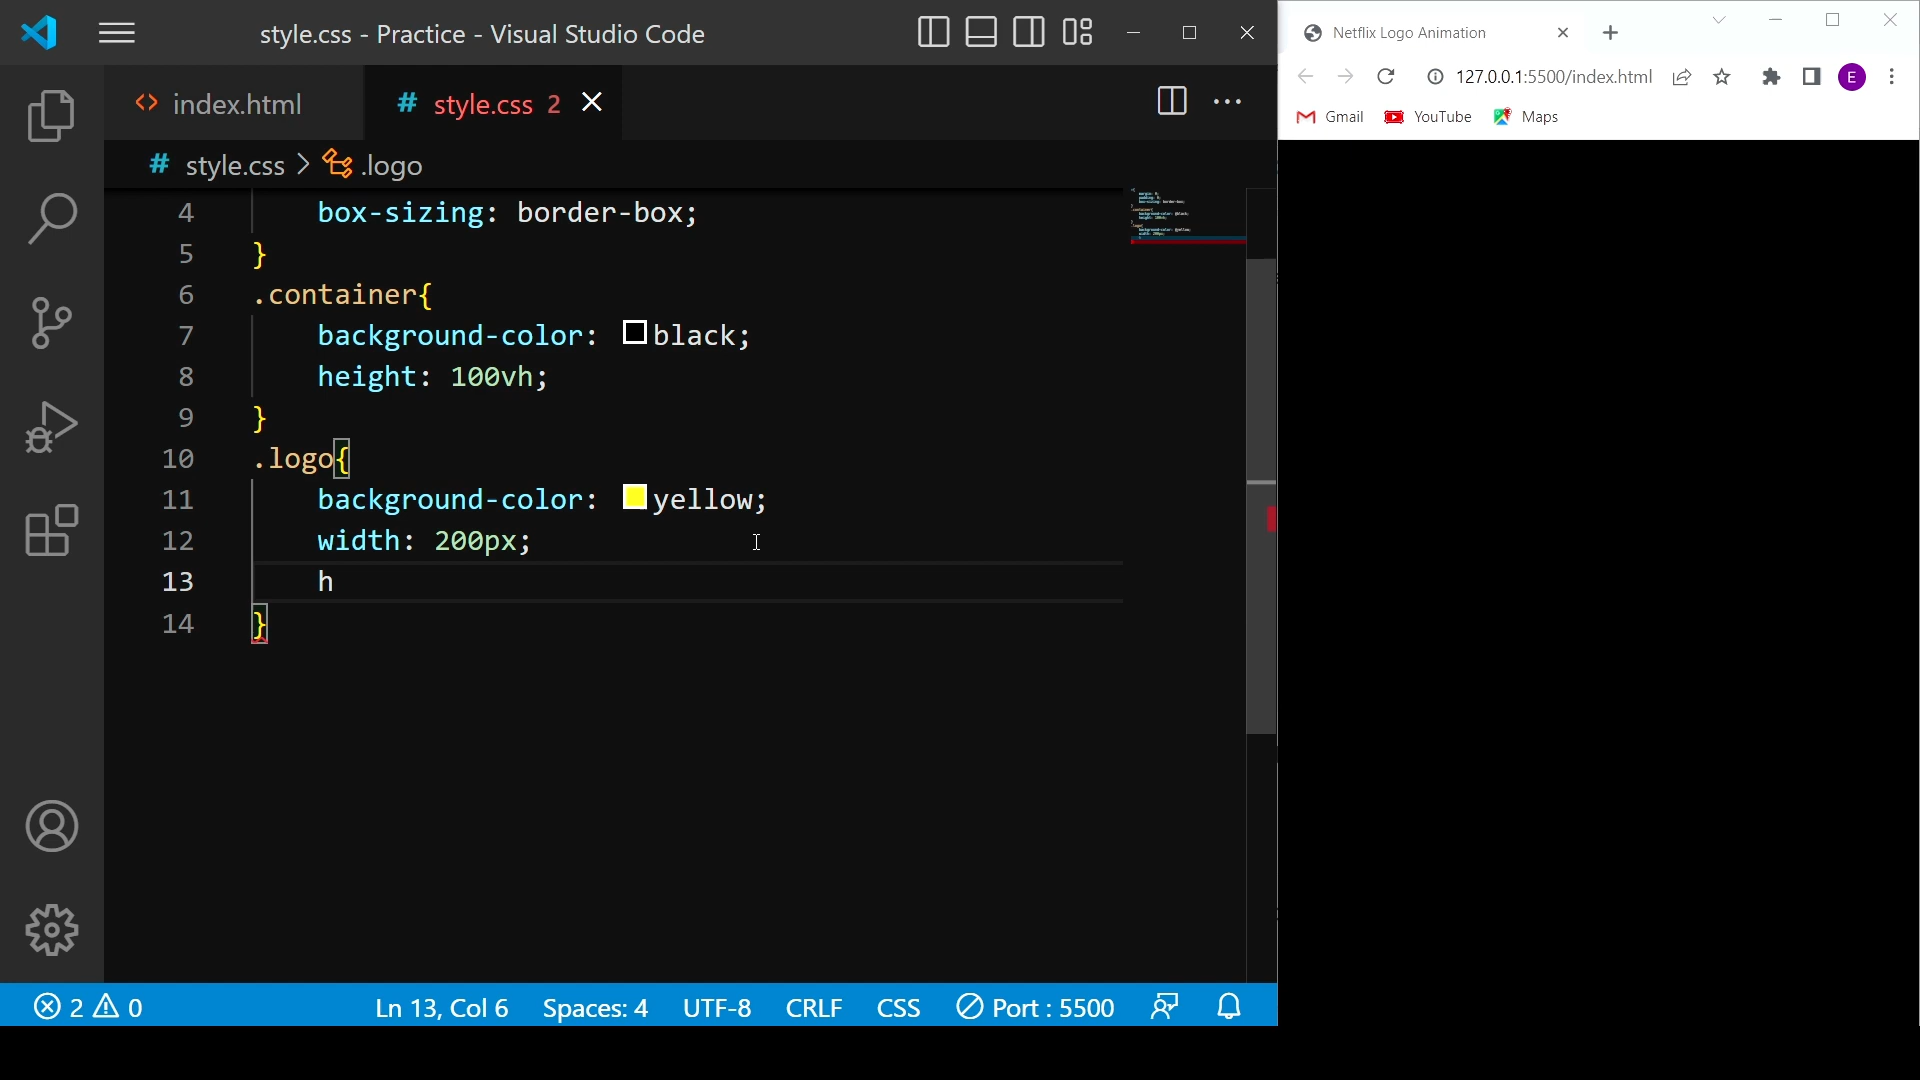 style.css - Practice - Visual Studio Code
index.html
# style.css 2
# style.css > .logo
4 box-sizing: border-box;
5 }
6 .container{
7 background-color: black;
8 height: 100vh;
9 }
10 .logo{
11 background-color: yellow;
12 width: 200px;
13 h
14 }
2 0 Ln 13, Col 6 Spaces: 4 UTF-8 CRLF CSS Port : 5500
Netflix Logo Animation
127.0.0.1:5500/index.html E
Gmail YouTube Maps